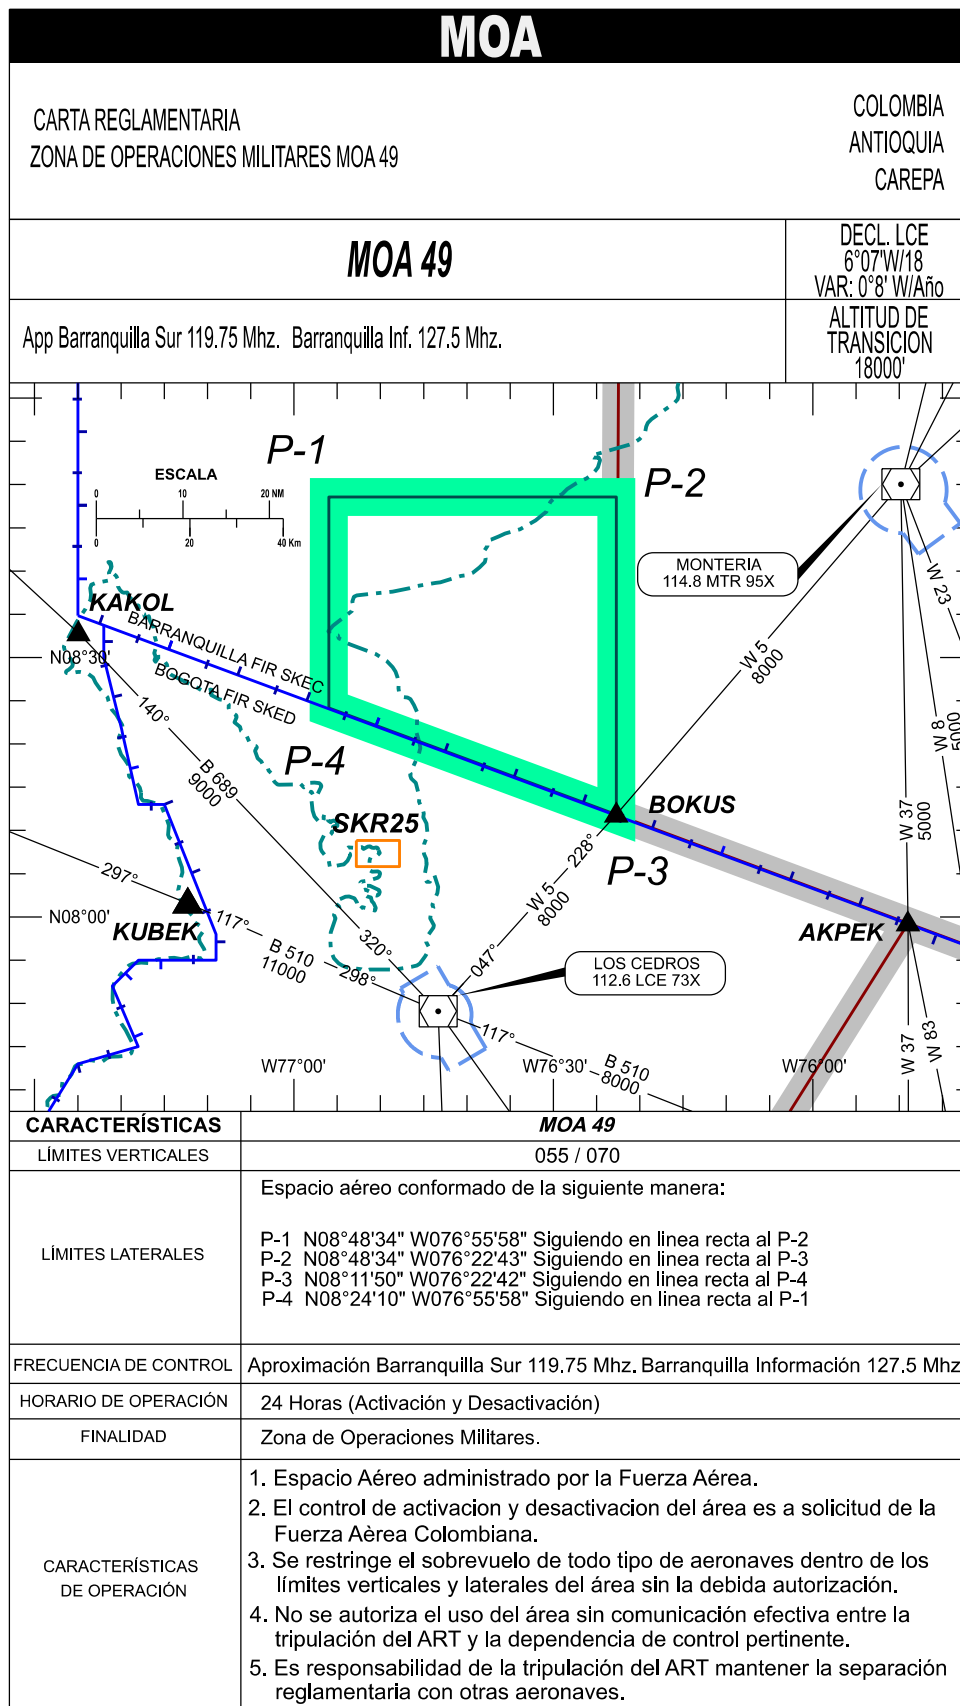 MOA
CARTA REGLAMENTARIA
ZONA DE OPERACIONES MILITARES MOA 49
COLOMBIA
ANTIOQUIA
CAREPA
MOA 49
DECL. LCE
6°07'W/18
VAR: 0°8' W/Año
App Barranquilla Sur 119.75 Mhz. Barranquilla Inf. 127.5 Mhz.
ALTITUD DE
TRANSICION
18000'
P-1
P-2
ESCALA
0 10 20 NM
0 20 40 Km
MONTERIA
114.8 MTR 95X
W 23
KAKOL
BARRANQUILLA FIR SKEC
BOGOTA FIR SKED
N08°30'
W 5
8000
140°
W 8
5000
P-4
B 689
9000
BOKUS
SKR25
W 37
5000
228°
P-3
297°
W 5
8000
N08°00'
117°
KUBEK
320°
AKPEK
B 510
11000
298°
047°
LOS CEDROS
112.6 LCE 73X
117°
W 37
W 83
W77°00'
W76°30'
W76°00'
B 510
8000
CARACTERÍSTICAS
MOA 49
LÍMITES VERTICALES
055 / 070
LÍMITES LATERALES
Espacio aéreo conformado de la siguiente manera:
P-1 N08°48'34" W076°55'58" Siguiendo en linea recta al P-2
P-2 N08°48'34" W076°22'43" Siguiendo en linea recta al P-3
P-3 N08°11'50" W076°22'42" Siguiendo en linea recta al P-4
P-4 N08°24'10" W076°55'58" Siguiendo en linea recta al P-1
FRECUENCIA DE CONTROL
Aproximación Barranquilla Sur 119.75 Mhz. Barranquilla Información 127.5 Mhz
HORARIO DE OPERACIÓN
24 Horas (Activación y Desactivación)
FINALIDAD
Zona de Operaciones Militares.
CARACTERÍSTICAS
DE OPERACIÓN
1. Espacio Aéreo administrado por la Fuerza Aérea.
2. El control de activacion y desactivacion del área es a solicitud de la
Fuerza Aèrea Colombiana.
3. Se restringe el sobrevuelo de todo tipo de aeronaves dentro de los
límites verticales y laterales del área sin la debida autorización.
4. No se autoriza el uso del área sin comunicación efectiva entre la
tripulación del ART y la dependencia de control pertinente.
5. Es responsabilidad de la tripulación del ART mantener la separación
reglamentaria con otras aeronaves.